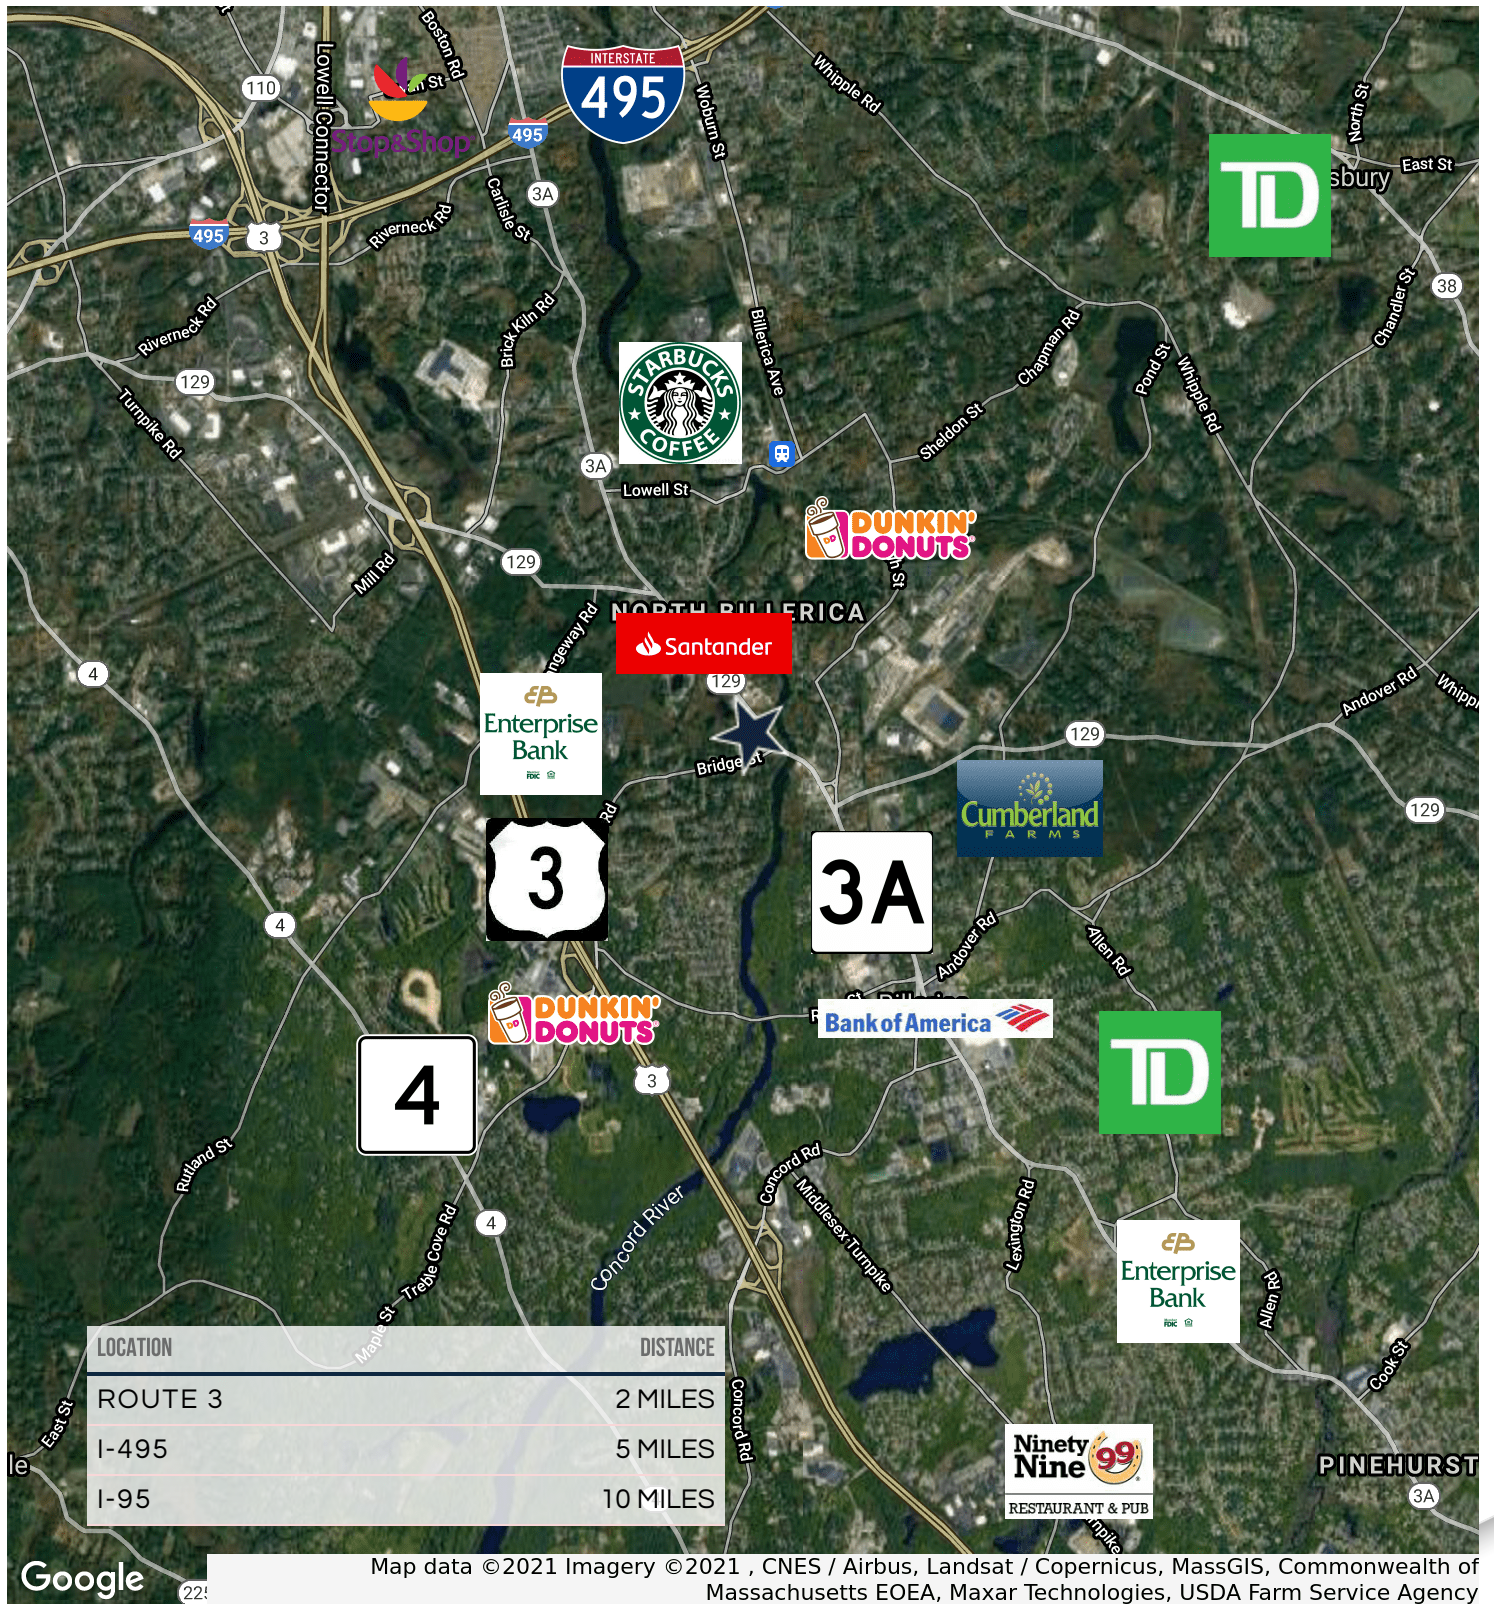 Boston Rd
Lowell Connector
110
Stop&Shop
INTERSTATE
495
495
Woburn St
Whipple Rd
North St
East St
TD
3A
Carlisle St
Riverneck Rd
495
3
38
Chandler St
Riverneck Rd
Brick Kiln Rd
Billerica Ave
Chapman Rd
Pond St
Whipple Rd
129
Turnpike Rd
STARBUCKS
COFFEE
Sheldon St
3A
Lowell St
DUNKIN'
DONUTS
129
Mill Rd
NORTH BILLERICA
Santander
129
4
EB
Enterprise
Bank
Bridge St
129
Andover Rd
129
Cumberland
FARMS
3
3A
4
Andover Rd
Allen Rd
DUNKIN'
DONUTS
Bank of America
TD
3
4
Rutland St
Concord Rd
Middlesex Turnpike
Lexington Rd
Concord River
4
Treble Cove Rd
Maple St
EB
Enterprise
Bank
Allen Rd
Cook St
LOCATION DISTANCE
ROUTE 3 2 MILES
I-495 5 MILES
I-95 10 MILES
East St
Concord Rd
Ninety
Nine 99
RESTAURANT & PUB
PINEHURST
3A
Google
225
Map data ©2021 Imagery ©2021 , CNES / Airbus, Landsat / Copernicus, MassGIS, Commonwealth of
Massachusetts EOEA, Maxar Technologies, USDA Farm Service Agency